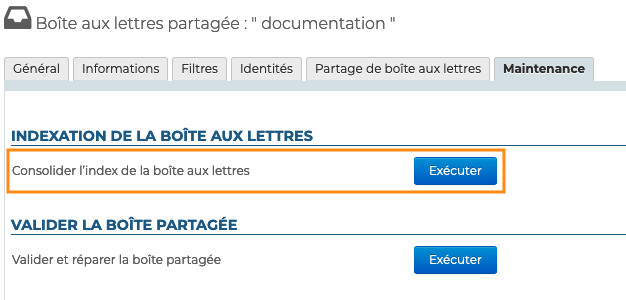 Boîte aux lettres partagée : " documentation "
Général Informations Filtres Identités Partage de boîte aux lettres Maintenance
INDEXATION DE LA BOÎTE AUX LETTRES
Consolider l'index de la boîte aux lettres Exécuter
VALIDER LA BOÎTE PARTAGÉE
Valider et réparer la boîte partagée Exécuter